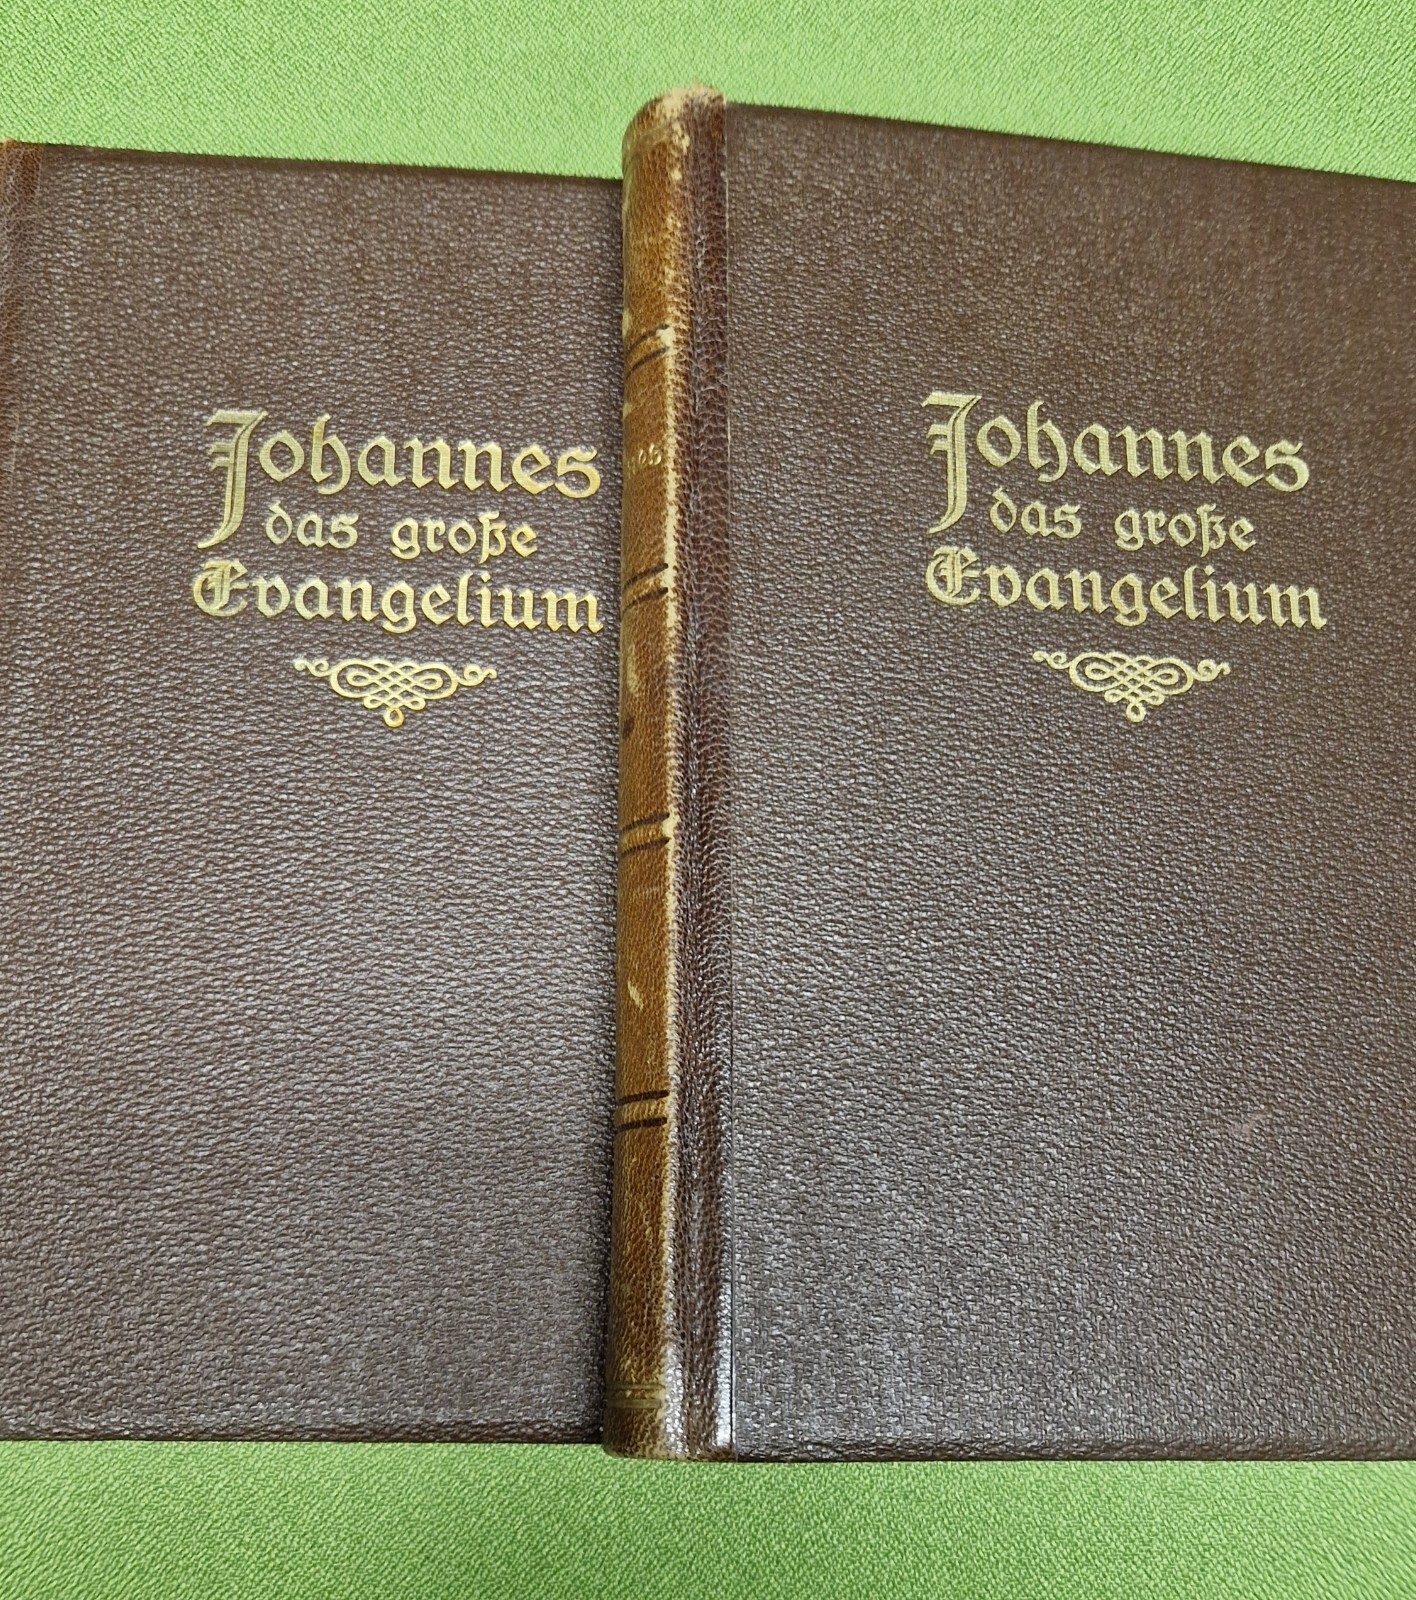 Johannes
das große
Evangelium
Johannes
das große
Evangelium